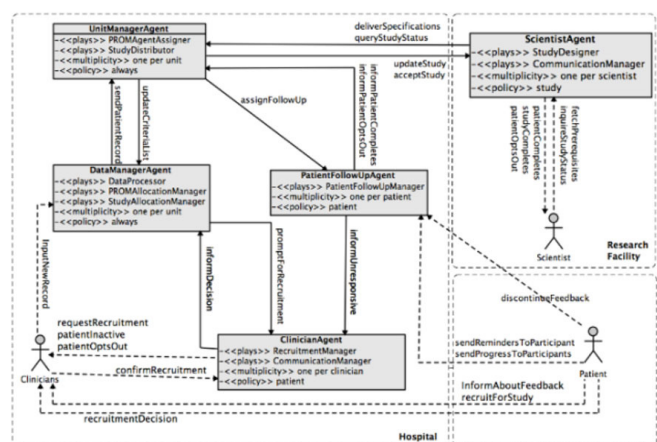 UnitManagerAgent
-<<plays>> PROMAgentAssigner
-<<plays>> StudyDistributor
-<<multiplicity>> one per unit
-<<policy>> always
deliverSpecifications
queryStudyStatus
updateStudy
acceptStudy
ScientistAgent
-<<plays>> StudyDesigner
-<<plays>> CommunicationManager
-<<multiplicity>> one per scientist
-<<policy>> study
sendPatientRecord
updateCriteriaList
assignFollowUp
informPatientCompletes
informPatientOptsOut
fetchPrerequisites
inquireStudyStatus
patientCompletes
studyCompletes
patientOptsOut
DataManagerAgent
-<<plays>> DataProcessor
-<<plays>> PROMAllocationManager
-<<plays>> StudyAllocationManager
-<<multiplicity>> one per unit
-<<policy>> always
PatientFollowUpAgent
-<<plays>> PatientFollowUpManager
-<<multiplicity>> one per patient
-<<policy>> patient
Scientist
Research
Facility
InputNewRecord
informDecision
promptForRecruitment
informUnresponsive
discontinueFeedback
requestRecruitment
patientInactive
patientOptsOut
ClinicianAgent
-<<plays>> RecruitmentManager
-<<plays>> CommunicationManager
-<<multiplicity>> one per clinician
-<<policy>> patient
sendRemindersToParticipant
sendProgressToParticipants
Clinicians
confirmRecruitment
Patient
InformAboutFeedback
recruitForStudy
recruitmentDecision
Hospital